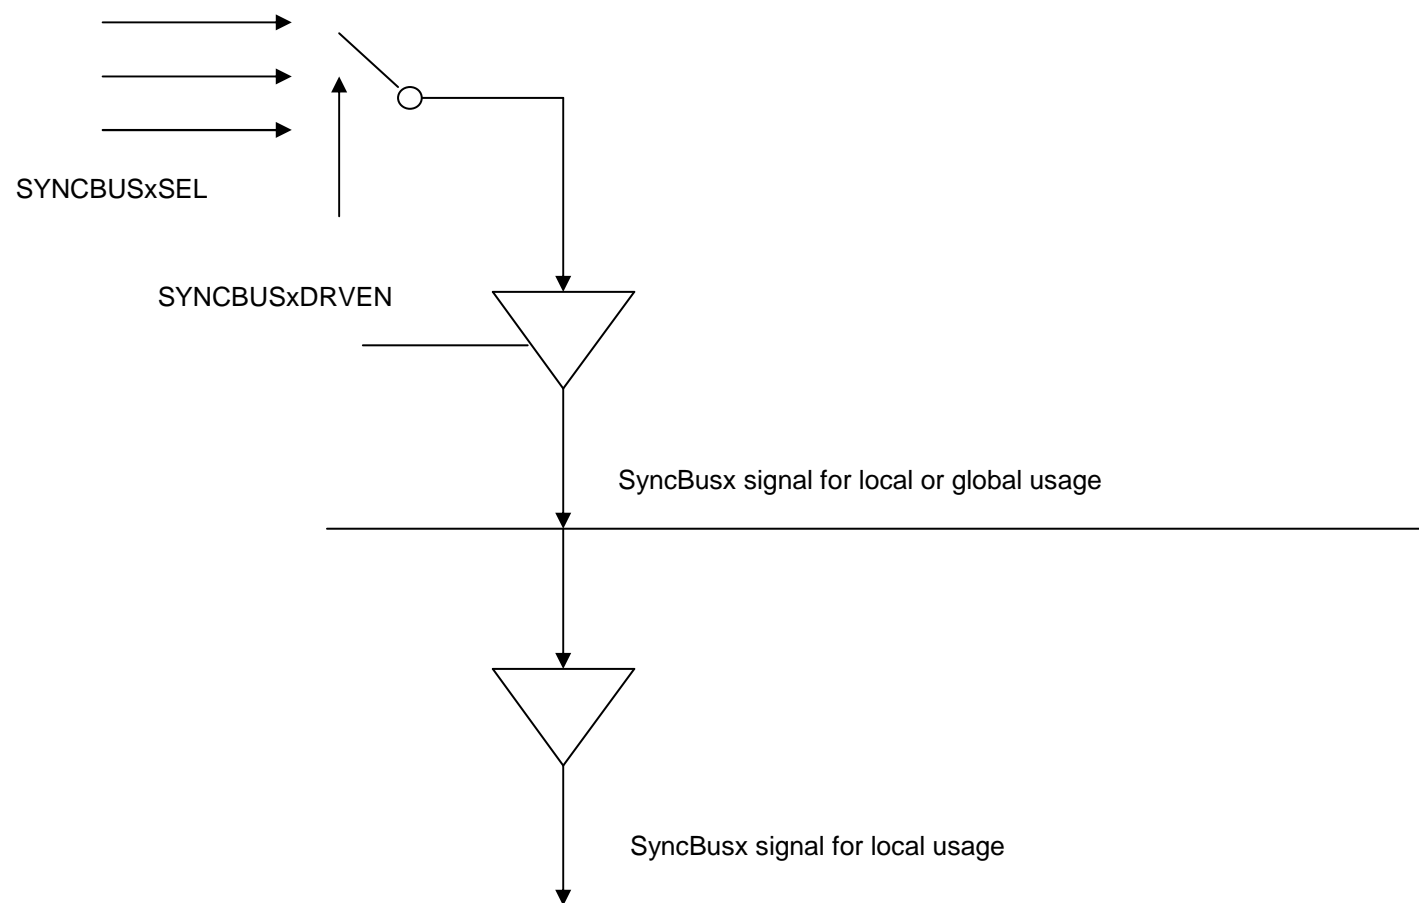 SYNCBUSxSEL
SYNCBUSxDRVEN
SyncBusx signal for local or global usage
SyncBusx signal for local usage